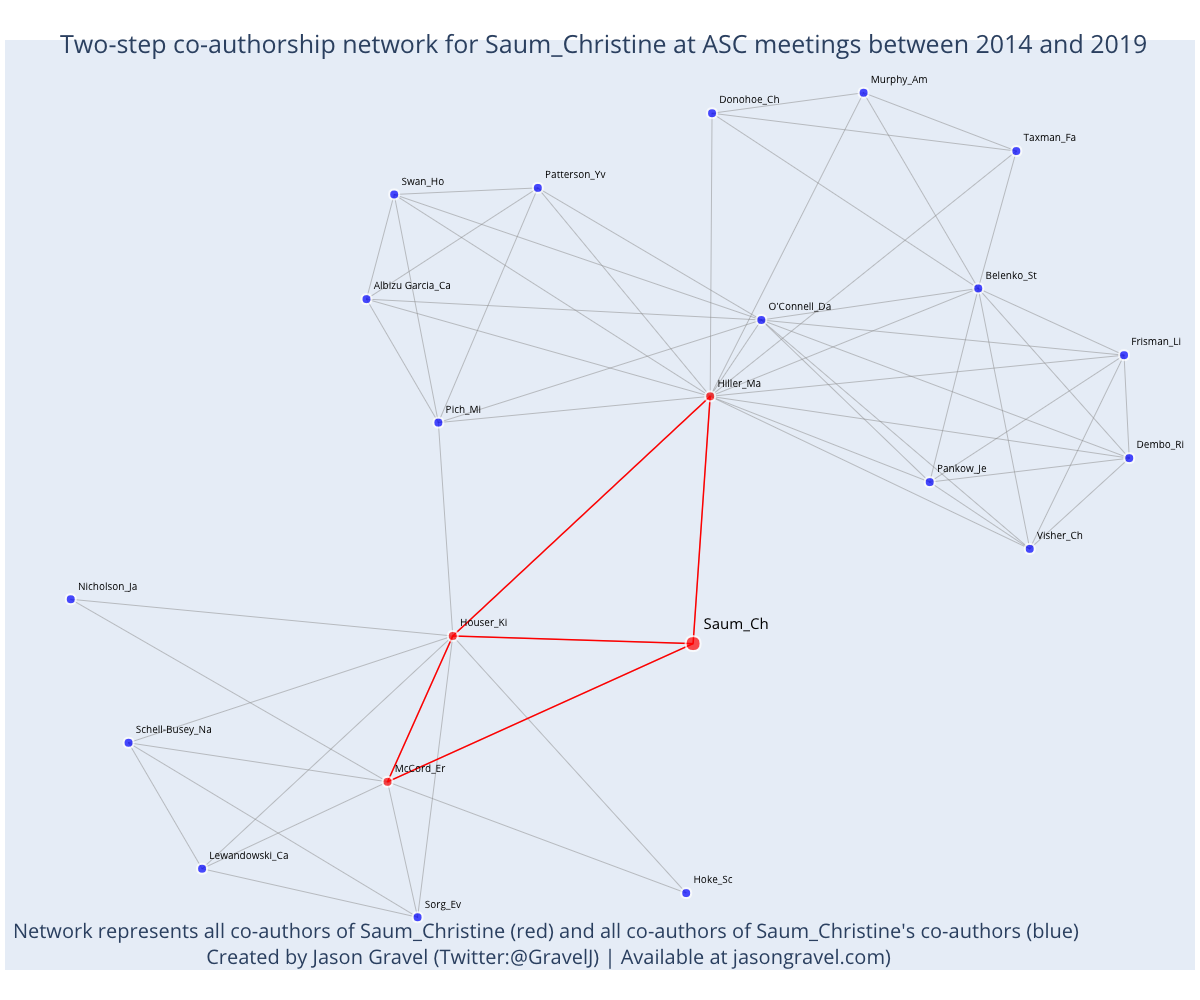 Two-step co-authorship network for Saum_Christine at ASC meetings between 2014 and 2019
Murphy_Am
Donohoe_Ch
Taxman_Fa
Patterson_Yv
Swan_Ho
Belenko_St
Albizu Garcia_Ca
O'Connell_Da
Frisman_Li
Hiller_Ma
Pich_Mi
Dembo_Ri
Pankow_Je
Visher_Ch
Nicholson_Ja
Houser_Ki
Saum_Ch
Schell-Busey_Na
McCord_Er
Lewandowski_Ca
Hoke_Sc
Sorg_Ev
Network represents all co-authors of Saum_Christine (red) and all co-authors of Saum_Christine's co-authors (blue)
Created by Jason Gravel (Twitter:@GravelJ) | Available at jasongravel.com)